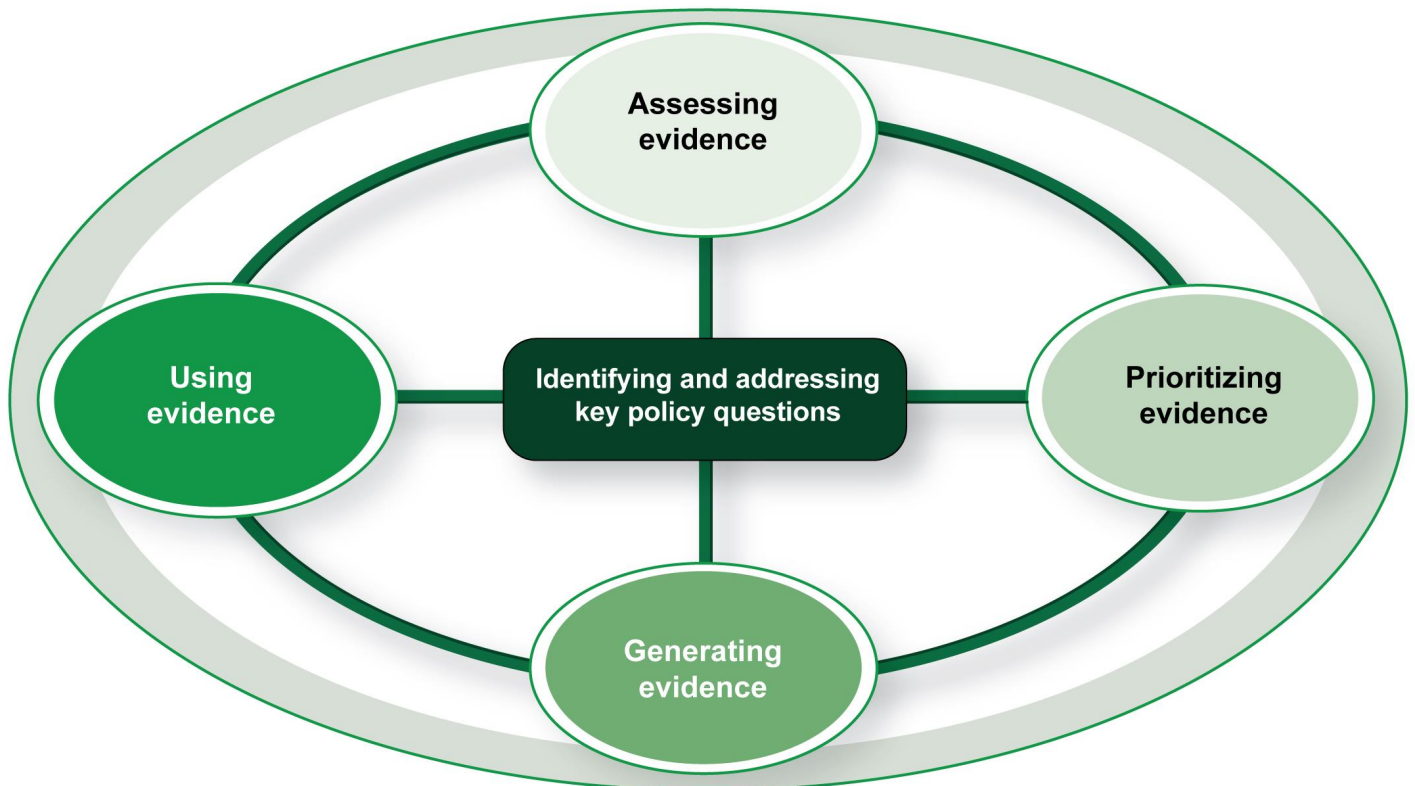 Assessing
evidence
Using
evidence
Identifying and addressing
key policy questions
Prioritizing
evidence
Generating
evidence